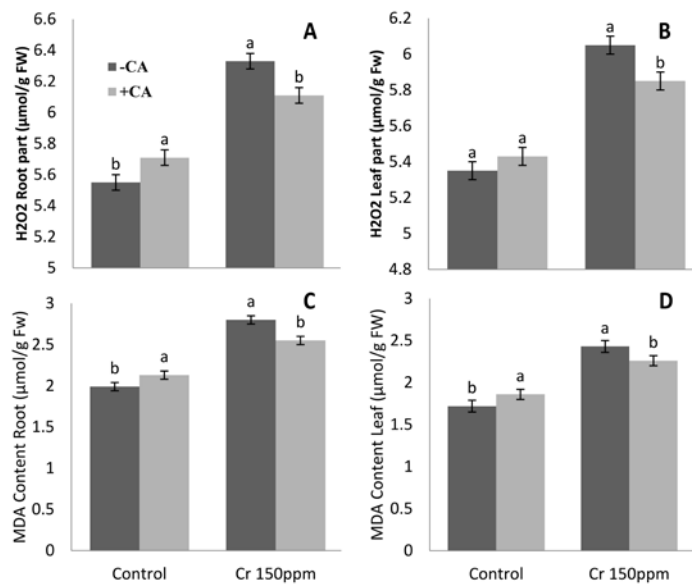 A
H2O2 Root part (µmol/g FW)
6.6
6.4
6.2
6
5.8
5.6
5.4
5.2
5
-CA
+CA
b
a
a
b
B
H2O2 Leaf part (µmol/g Fw)
6.2
6
5.8
5.6
5.4
5.2
5
4.8
a
a
a
b
C
MDA Content Root (µmol/g Fw)
3
2.5
2
1.5
1
0.5
0
b
a
a
b
Control
Cr 150ppm
D
MDA Content Leaf (µmol/g FW)
3
2.5
2
1.5
1
0.5
0
b
a
a
b
Control
Cr 150ppm